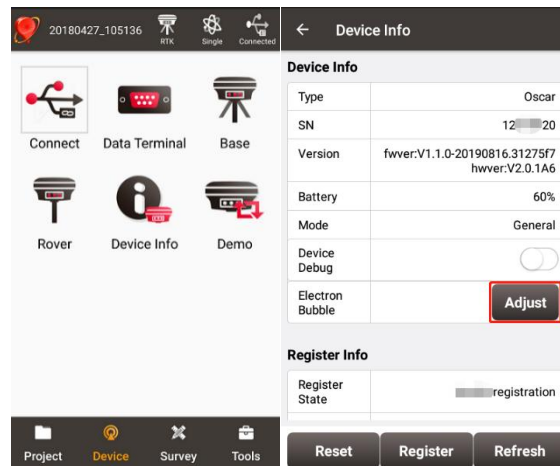 20180427_105136
RTK
Single
Connected
Connect
Data Terminal
Base
Rover
Device Info
Demo
Project
Device
Survey
Tools
Device Info
Device Info
Type
Oscar
SN
12
20
Version
fwver:V1.1.0-20190816.31275f7
hwver:V2.0.1A6
Battery
60%
Mode
General
Device
Debug
Electron
Bubble
Adjust
Register Info
Register
State
registration
Reset
Register
Refresh